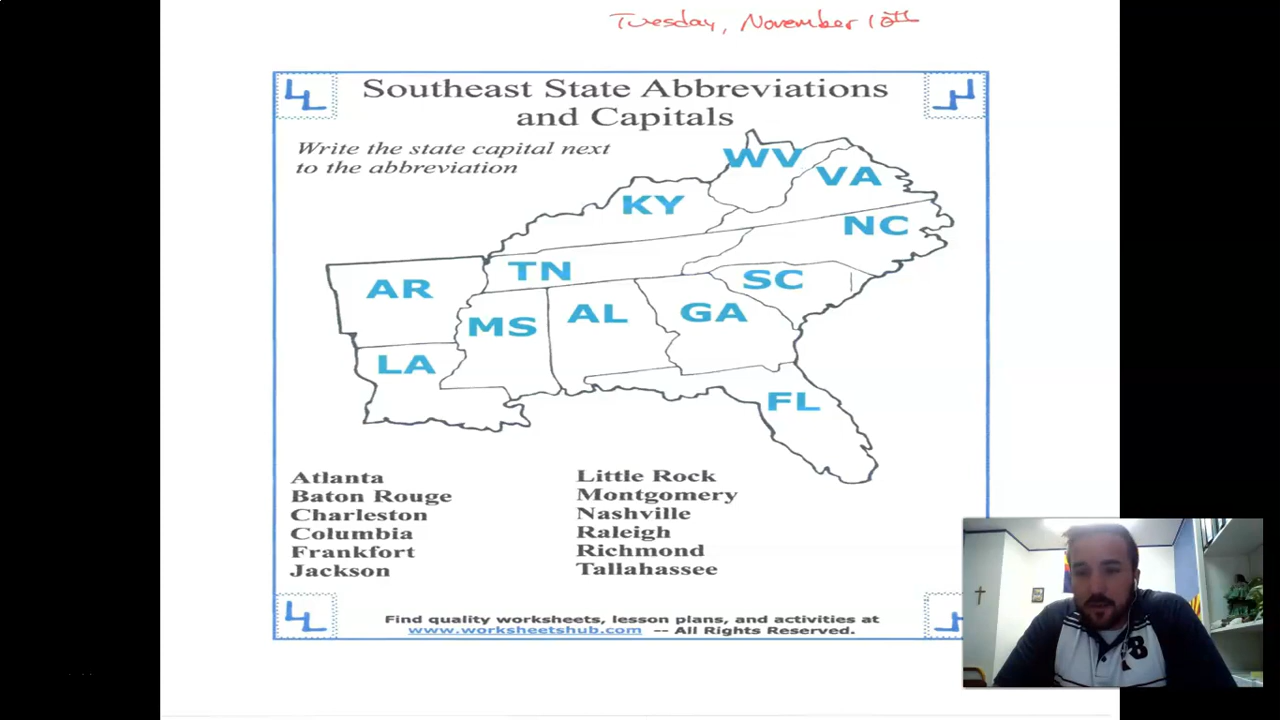 Tuesday, November 10th
Southeast State Abbreviations
and Capitals
Write the state capital next
to the abbreviation
WV
VA
KY
NC
TN
SC
AR
AL
GA
MS
LA
FL
Atlanta
Baton Rouge
Charleston
Columbia
Frankfort
Jackson
Little Rock
Montgomery
Nashville
Raleigh
Richmond
Tallahassee
Find quality worksheets, lesson plans, and activities at
www.worksheetshub.com -- All Rights Reserved.